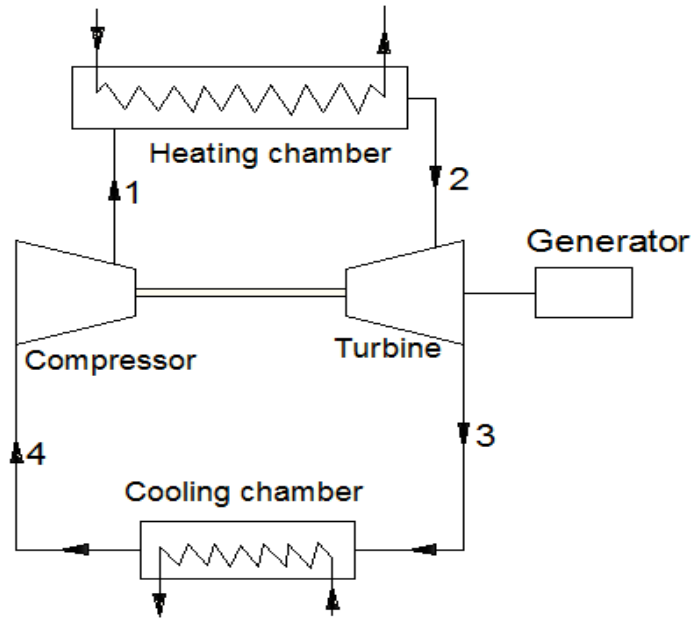 Heating chamber
1
2
Generator
Compressor
Turbine
4
3
Cooling chamber